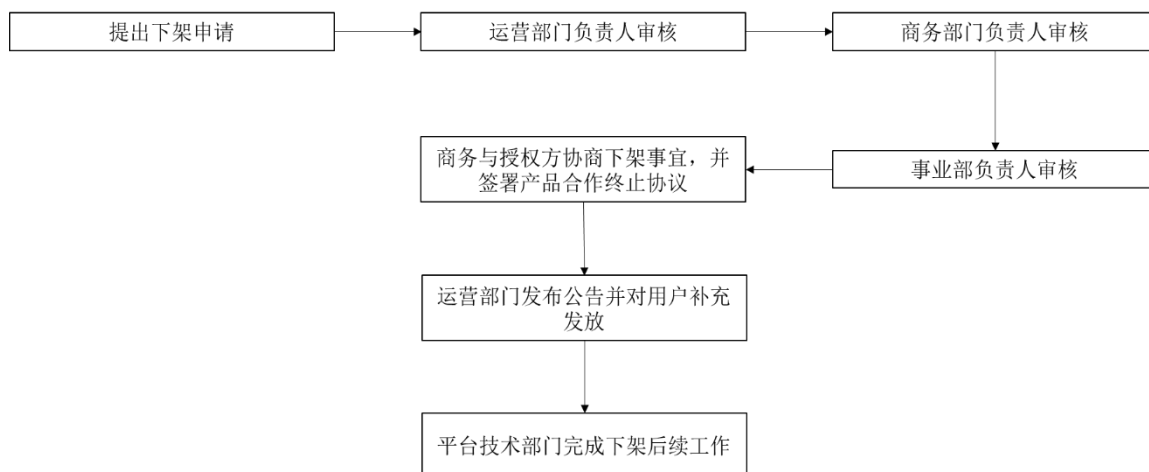 提出下架申请
运营部门负责人审核
商务部门负责人审核
事业部负责人审核
商务与授权方协商下架事宜，并
签署产品合作终止协议
运营部门发布公告并对用户补充
发放
平台技术部门完成下架后续工作